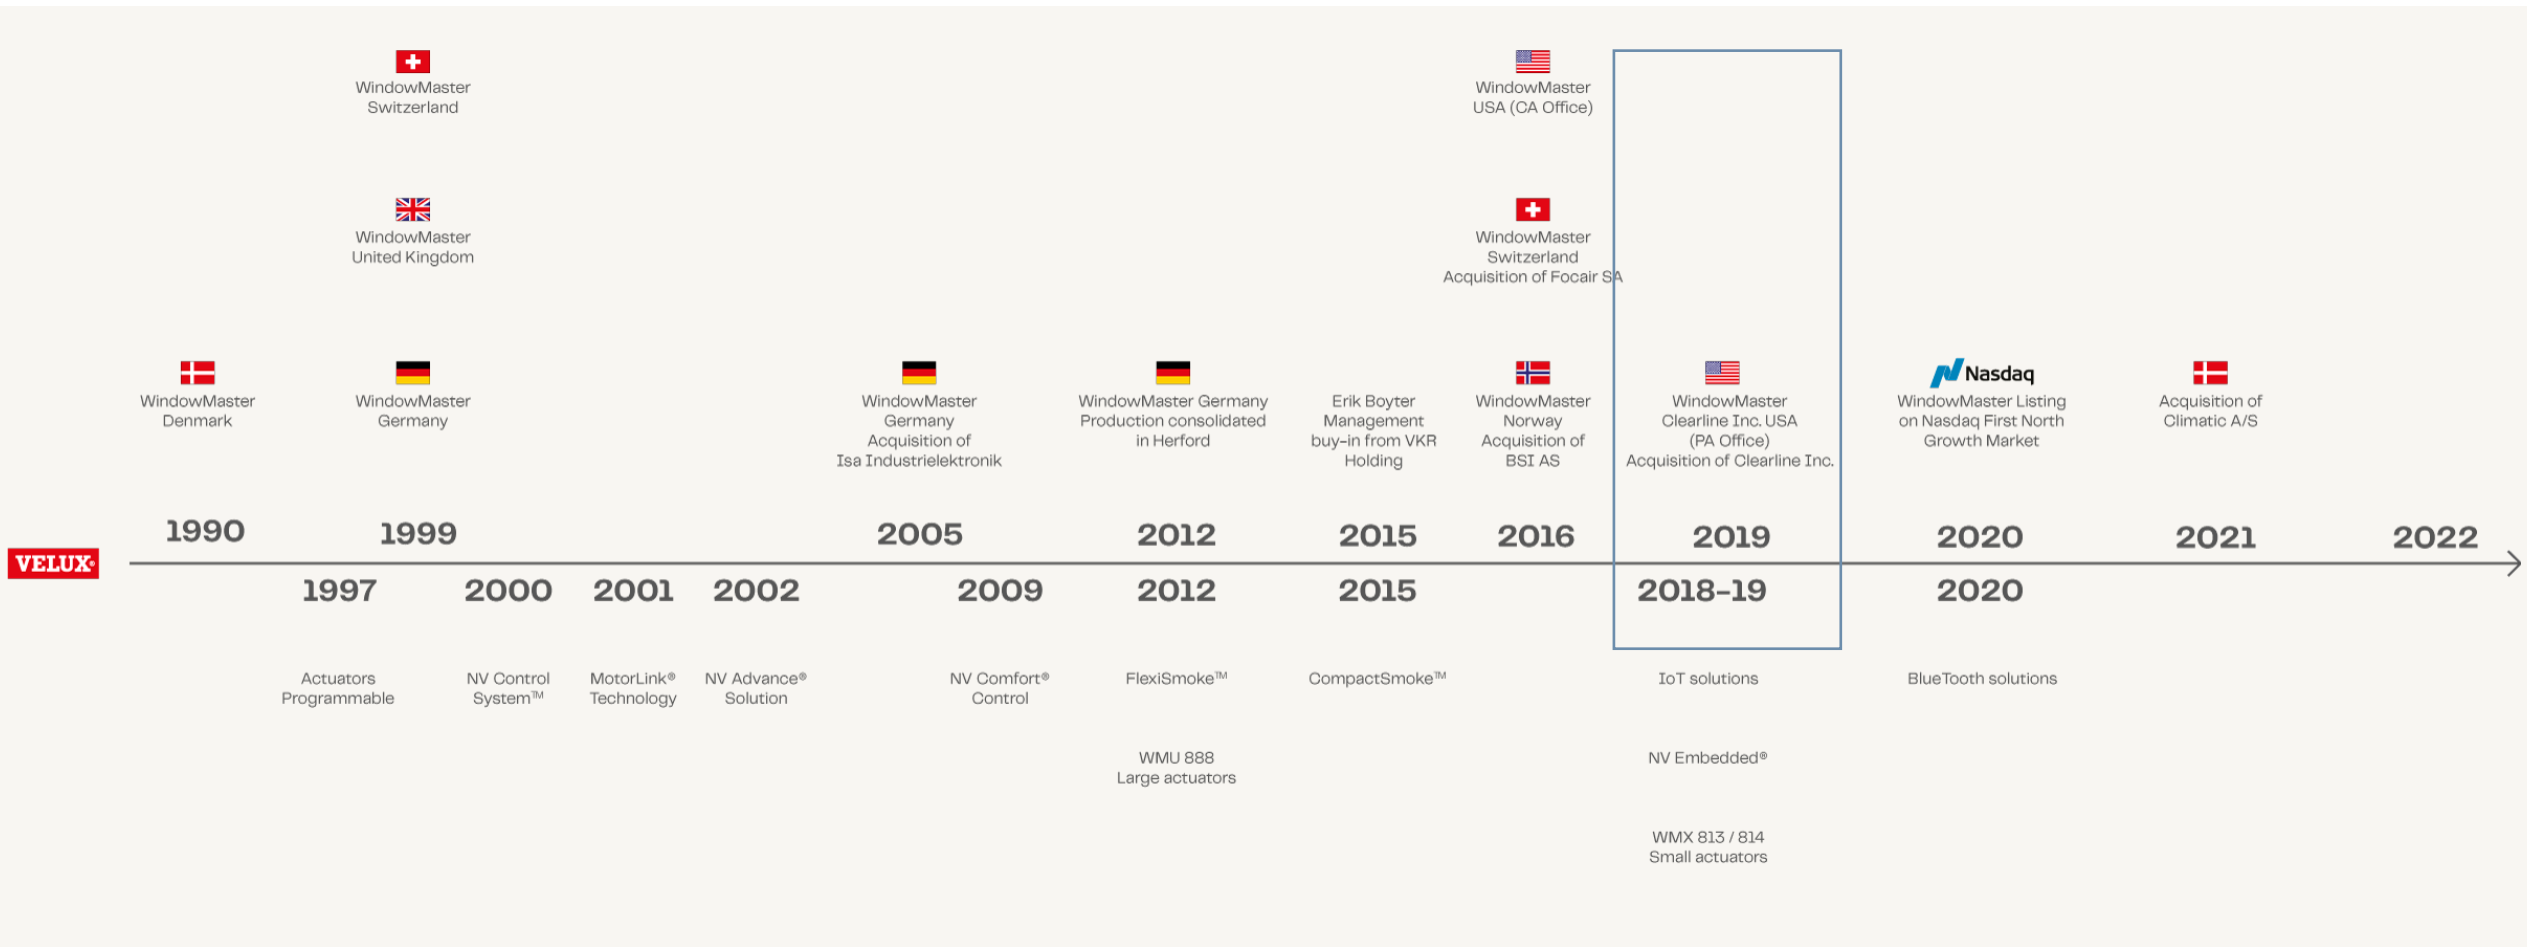 WindowMaster
Switzerland
WindowMaster
USA (CA Office)
WindowMaster
United Kingdom
WindowMaster
Switzerland
Acquisition of Focair SA
WindowMaster
Denmark
WindowMaster
Germany
WindowMaster
Germany
Acquisition of
Isa Industrielektronik
WindowMaster Germany
Production consolidated
in Herford
Erik Boyter
Management
buy-in from VKR
Holding
WindowMaster
Norway
Acquisition of
BSI AS
WindowMaster
Clearline Inc. USA
(PA Office)
Acquisition of Clearline Inc.
Nasdaq
WindowMaster Listing
on Nasdaq First North
Growth Market
Acquisition of
Climatic A/S
1990
1999
2005
2012
2015
2016
2019
2020
2021
2022
VELUX®
1997
2000
2001
2002
2009
2012
2015
2018-19
2020
Actuators
Programmable
NV Control
System™
MotorLink®
Technology
NV Advance®
Solution
NV Comfort®
Control
FlexiSmoke™
CompactSmoke™
IoT solutions
BlueTooth solutions
WMU 888
Large actuators
NV Embedded®
WMX 813 / 814
Small actuators